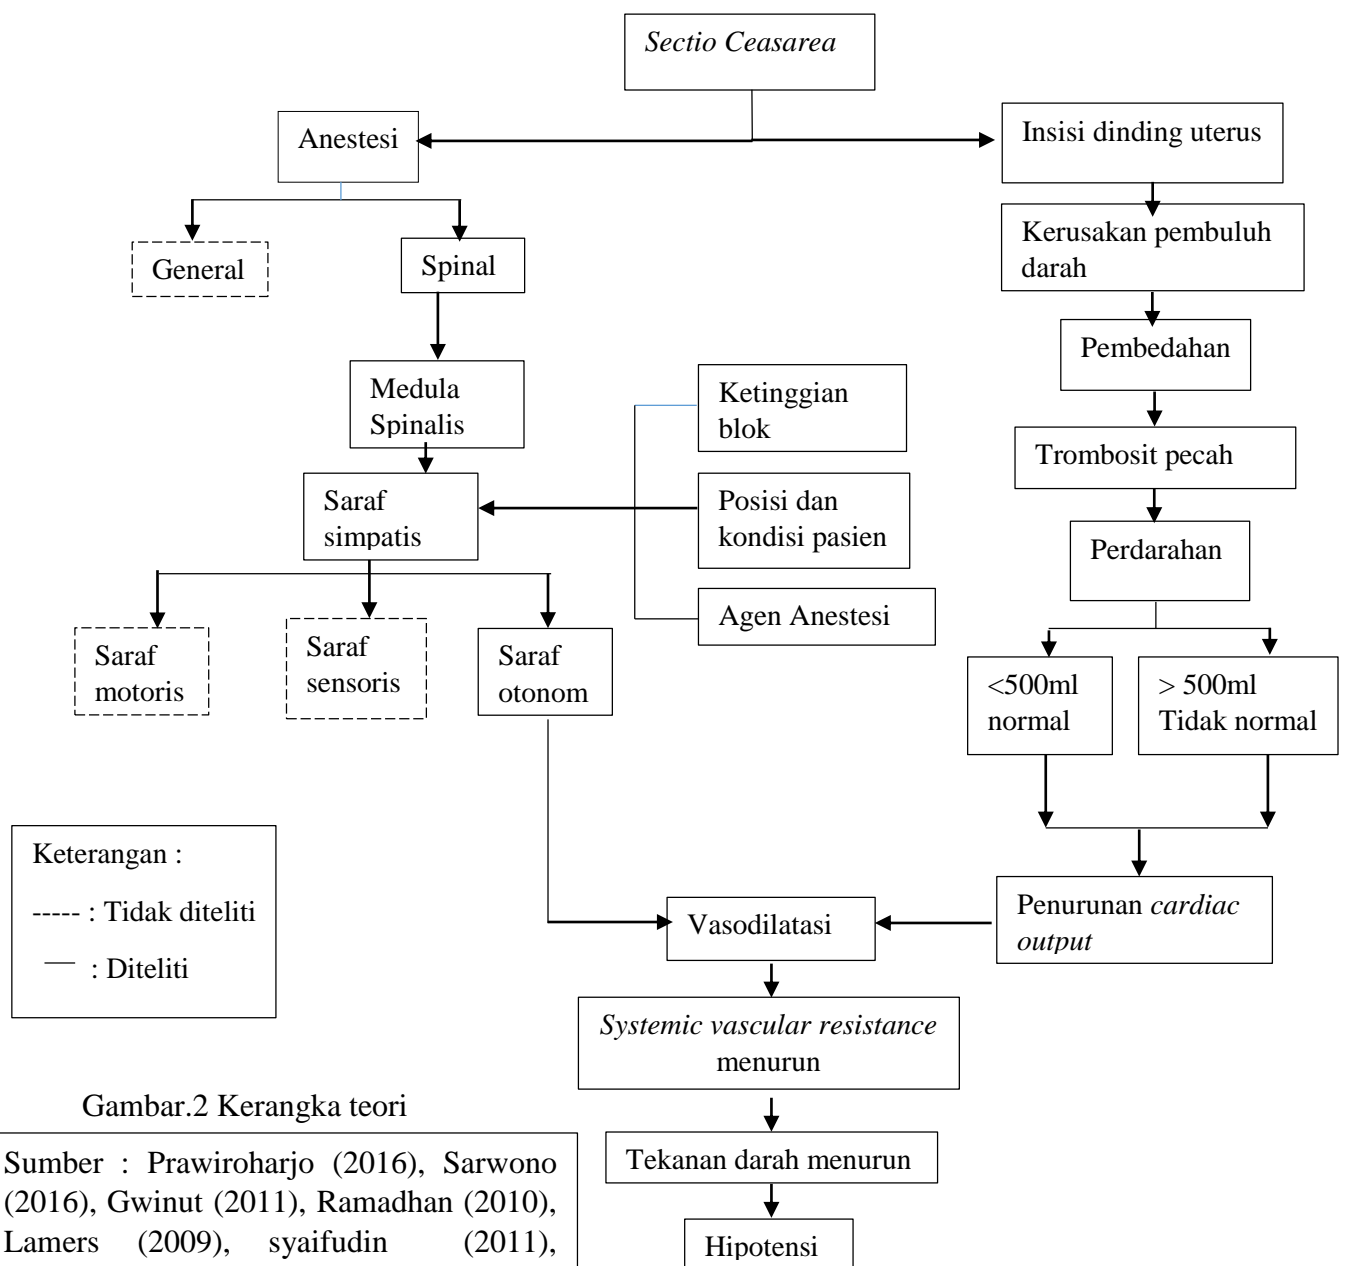 Sectio Ceasarea
Anestesi
Insisi dinding uterus
Kerusakan pembuluh
darah
General
Spinal
Pembedahan
Medula
Spinalis
Ketinggian
blok
Trombosit pecah
Saraf
simpatis
Posisi dan
kondisi pasien
Perdarahan
Agen Anestesi
Saraf
motoris
Saraf
sensoris
Saraf
otonom
<500ml
normal
> 500ml
Tidak normal
Keterangan :
----- : Tidak diteliti
— : Diteliti
Vasodilatasi
Penurunan cardiac
output
Systemic vascular resistance
menurun
Gambar.2 Kerangka teori
Tekanan darah menurun
Sumber : Prawiroharjo (2016), Sarwono
(2016), Gwinut (2011), Ramadhan (2010),
Lamers (2009), syaifudin (2011),
Hipotensi